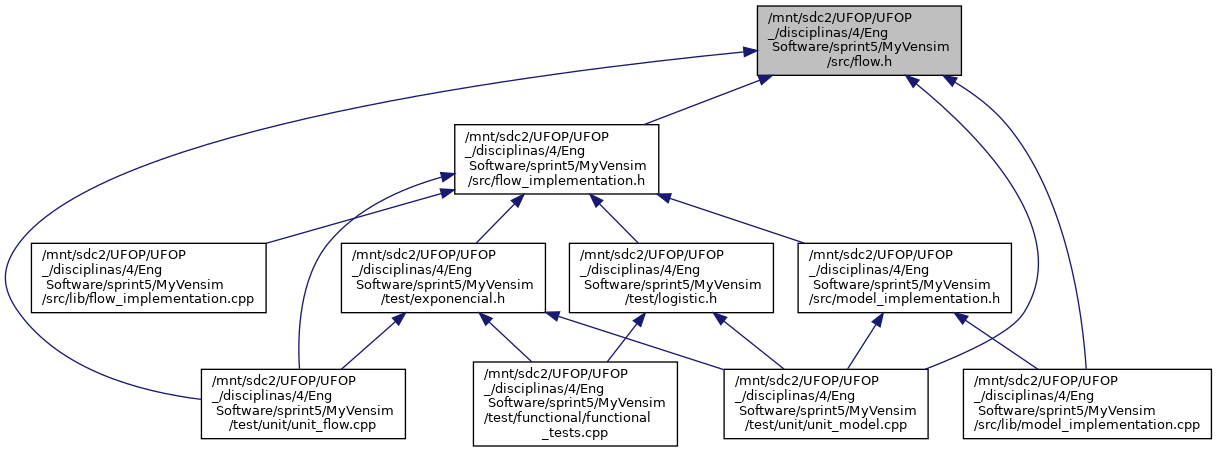 /mnt/sdc2/UFOP/UFOP
_/disciplinas/4/Eng
Software/sprint5/MyVensim
/src/flow.h
/mnt/sdc2/UFOP/UFOP
_/disciplinas/4/Eng
Software/sprint5/MyVensim
/src/flow_implementation.h
/mnt/sdc2/UFOP/UFOP
_/disciplinas/4/Eng
Software/sprint5/MyVensim
/src/lib/flow_implementation.cpp
/mnt/sdc2/UFOP/UFOP
_/disciplinas/4/Eng
Software/sprint5/MyVensim
/test/exponencial.h
/mnt/sdc2/UFOP/UFOP
_/disciplinas/4/Eng
Software/sprint5/MyVensim
/test/logistic.h
/mnt/sdc2/UFOP/UFOP
_/disciplinas/4/Eng
Software/sprint5/MyVensim
/src/model_implementation.h
/mnt/sdc2/UFOP/UFOP
_/disciplinas/4/Eng
Software/sprint5/MyVensim
/test/unit/unit_flow.cpp
/mnt/sdc2/UFOP/UFOP
_/disciplinas/4/Eng
Software/sprint5/MyVensim
/test/functional/functional
_tests.cpp
/mnt/sdc2/UFOP/UFOP
_/disciplinas/4/Eng
Software/sprint5/MyVensim
/test/unit/unit_model.cpp
/mnt/sdc2/UFOP/UFOP
_/disciplinas/4/Eng
Software/sprint5/MyVensim
/src/lib/model_implementation.cpp